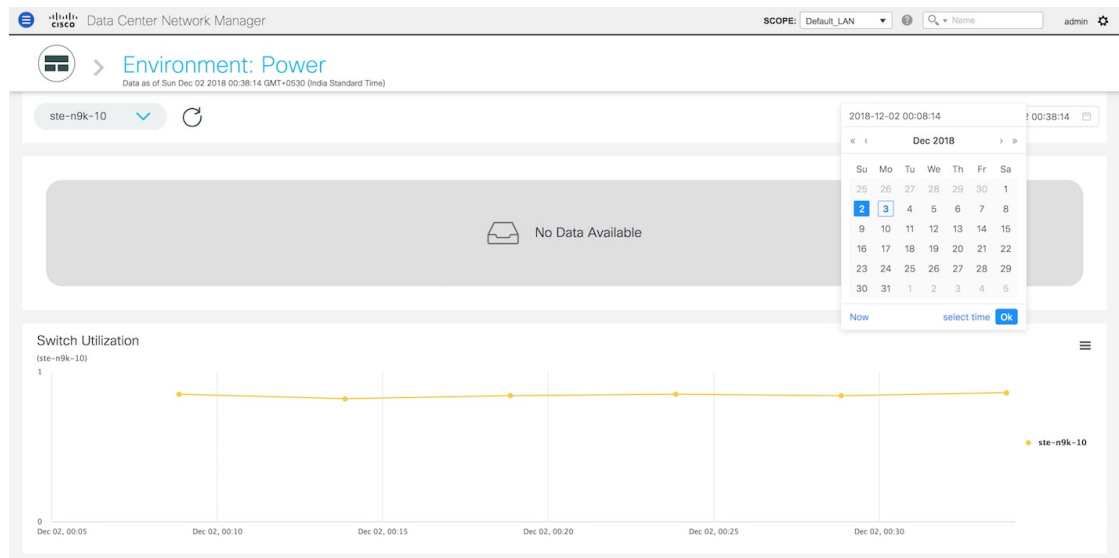 cisco Data Center Network Manager SCOPE: Default_LAN Name admin
Environment: Power
Data as of Sun Dec 02 2018 00:38:14 GMT+0530 (India Standard Time)
ste-n9k-10
2018-12-02 00:08:14
2 00:38:14
« ‹ Dec 2018 › »
Su Mo Tu We Th Fr Sa
25 26 27 28 29 30 1
2 3 4 5 6 7 8
9 10 11 12 13 14 15
16 17 18 19 20 21 22
23 24 25 26 27 28 29
30 31 1 2 3 4 5
Now select time Ok
No Data Available
Switch Utilization
(ste-n9k-10)
1
ste-n9k-10
0
Dec 02, 00:05 Dec 02, 00:10 Dec 02, 00:15 Dec 02, 00:20 Dec 02, 00:25 Dec 02, 00:30